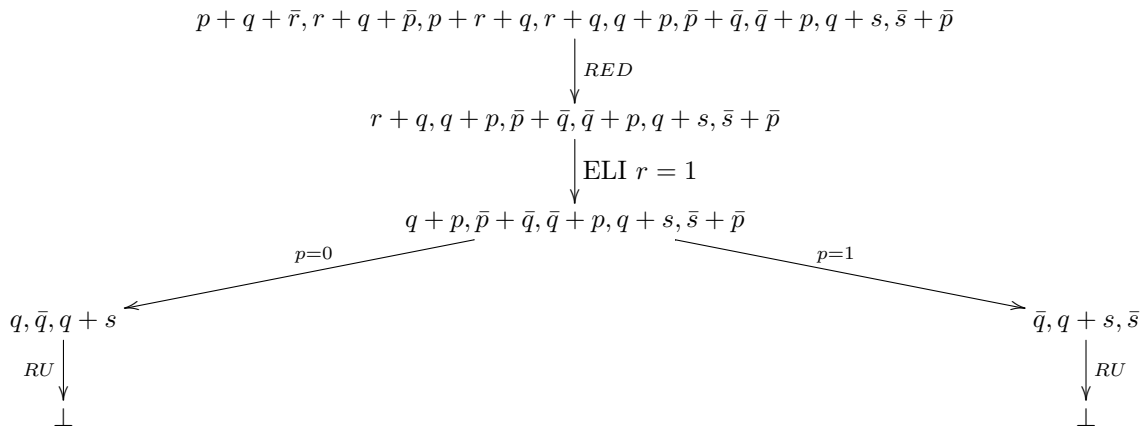 p + q + r̄, r + q + p̄, p + r + q, r + q, q + p, p̄ + q̄, q̄ + p, q + s, s̄ + p̄
RED
r + q, q + p, p̄ + q̄, q̄ + p, q + s, s̄ + p̄
ELI r = 1
q + p, p̄ + q̄, q̄ + p, q + s, s̄ + p̄
p=0 p=1
q, q̄, q + s q̄, q + s, s̄
RU RU
⊥ ⊥